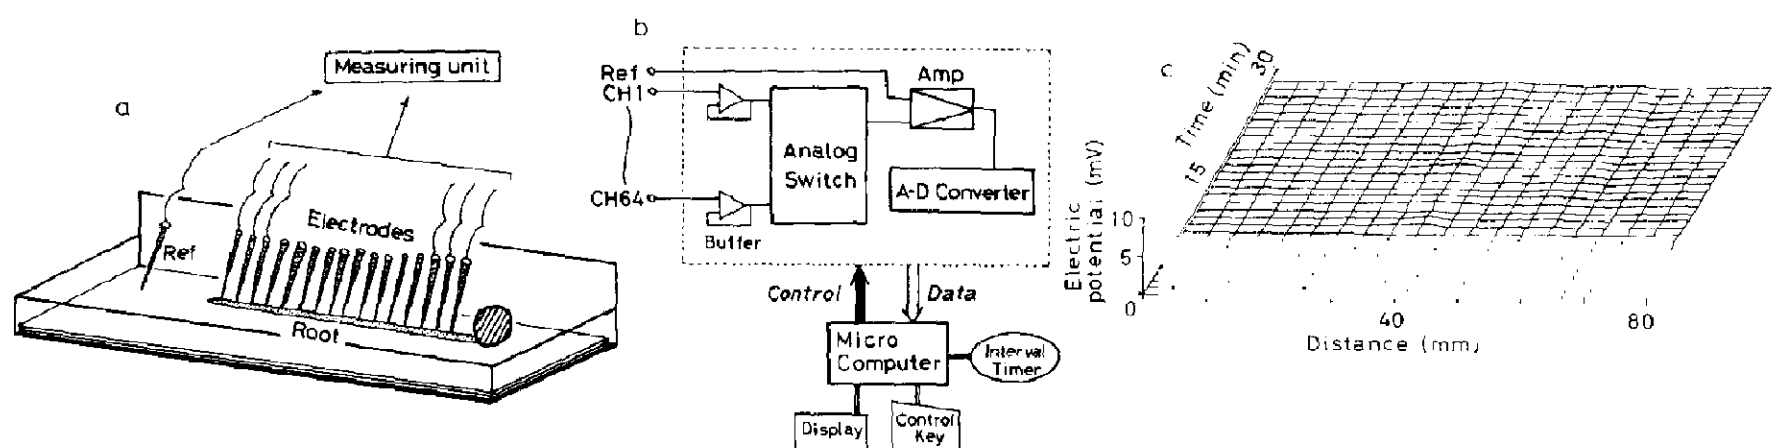 a
Measuring unit
Electrodes
Ref
Root
b
Ref
CH1
CH64
Buffer
Analog
Switch
Amp
A-D Converter
Control
Data
Micro
Computer
Interval
Timer
Display
Control
Key
c
Time (min)
30
15
Electric
potential (mV)
10
5
0
40
80
Distance (mm)